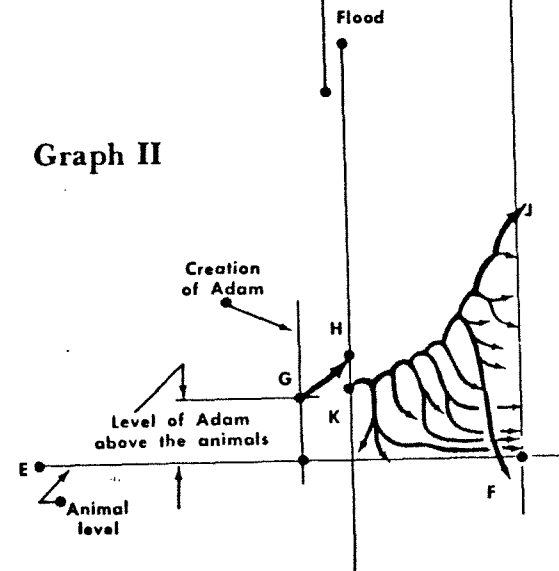 Flood
Graph II
J
Creation
of Adam
H
G
K
Level of Adam
above the animals
E
F
Animal
level